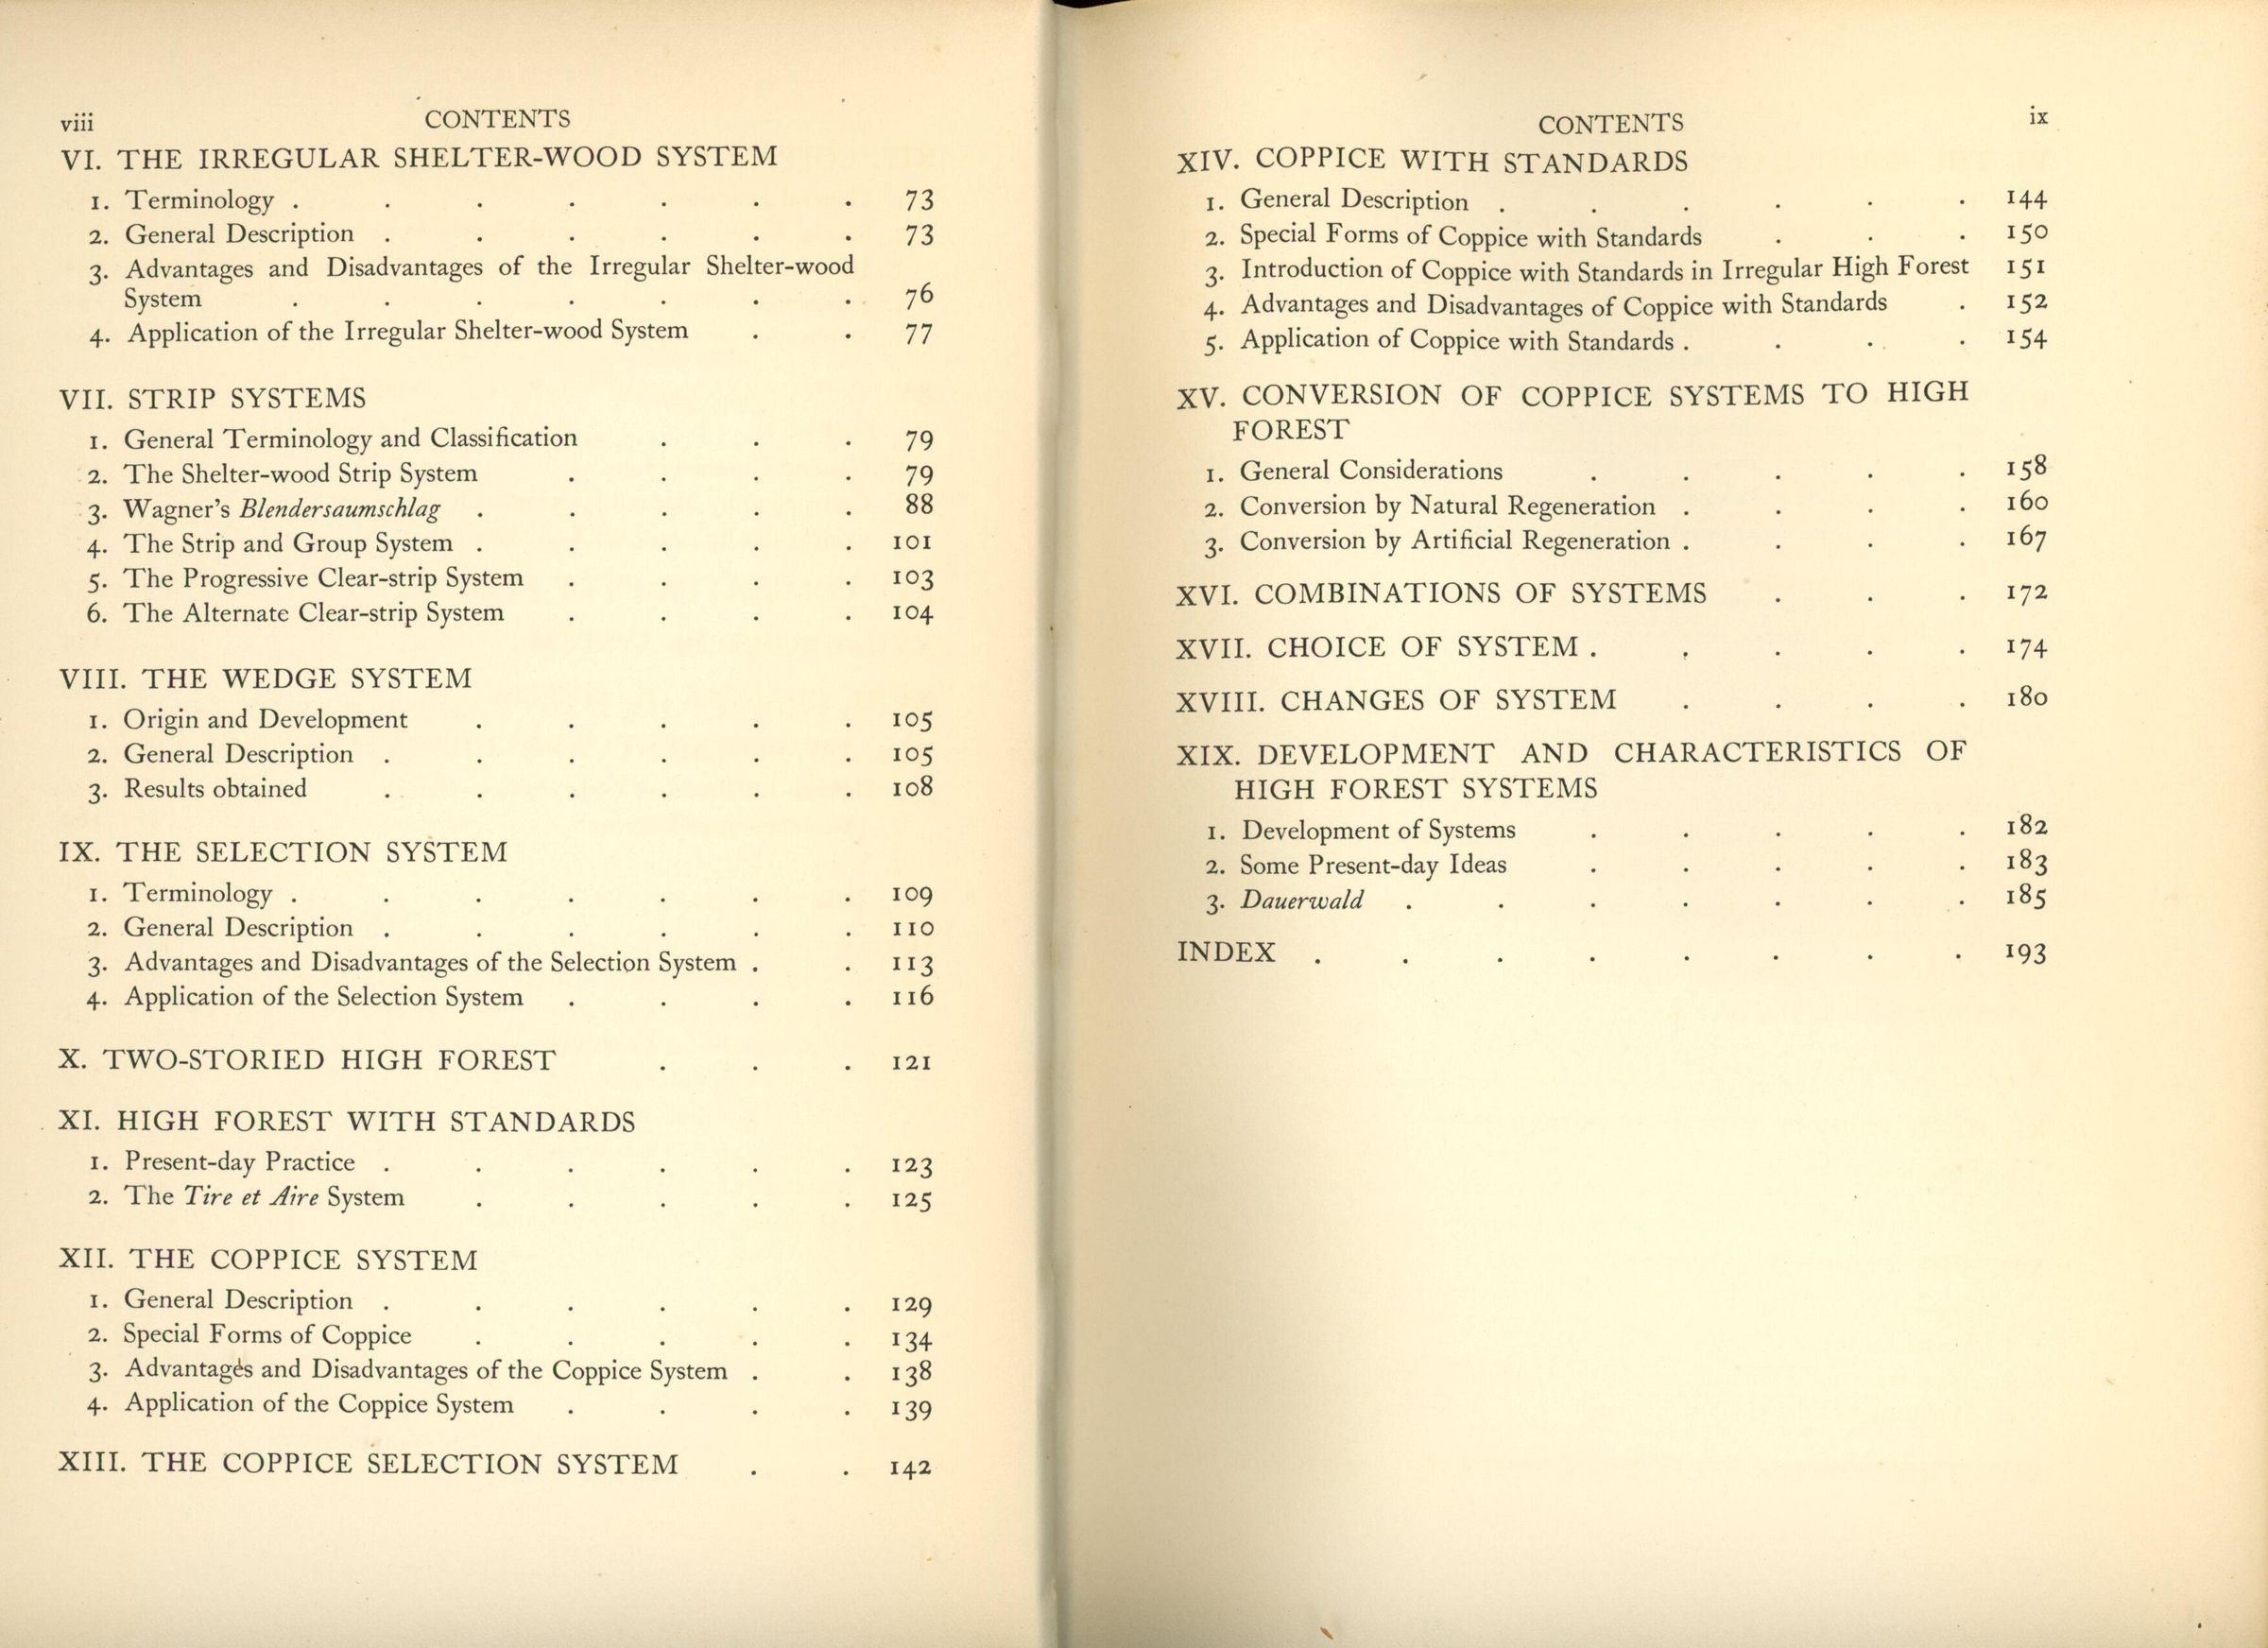 viii CONTENTS
VI. THE IRREGULAR SHELTER-WOOD SYSTEM
1. Terminology . . . . . . . 73
2. General Description . . . . . . 73
3. Advantages and Disadvantages of the Irregular Shelter-wood
System . . . . . . . 76
4. Application of the Irregular Shelter-wood System . . 77
VII. STRIP SYSTEMS
1. General Terminology and Classification . . . 79
2. The Shelter-wood Strip System . . . . 79
3. Wagner's Blendersaumschlag . . . . . 88
4. The Strip and Group System . . . . . 101
5. The Progressive Clear-strip System . . . . 103
6. The Alternate Clear-strip System . . . . 104
VIII. THE WEDGE SYSTEM
1. Origin and Development . . . . . 105
2. General Description . . . . . . 105
3. Results obtained . . . . . . 108
IX. THE SELECTION SYSTEM
1. Terminology . . . . . . . 109
2. General Description . . . . . . 110
3. Advantages and Disadvantages of the Selection System . . 113
4. Application of the Selection System . . . . 116
X. TWO-STORIED HIGH FOREST . . . 121
XI. HIGH FOREST WITH STANDARDS
1. Present-day Practice . . . . . . 123
2. The Tire et Aire System . . . . . 125
XII. THE COPPICE SYSTEM
1. General Description . . . . . . 129
2. Special Forms of Coppice . . . . . 134
3. Advantages and Disadvantages of the Coppice System . . 138
4. Application of the Coppice System . . . . 139
XIII. THE COPPICE SELECTION SYSTEM . . 142
CONTENTS ix
XIV. COPPICE WITH STANDARDS
1. General Description . . . . . . 144
2. Special Forms of Coppice with Standards . . . 150
3. Introduction of Coppice with Standards in Irregular High Forest 151
4. Advantages and Disadvantages of Coppice with Standards . 152
5. Application of Coppice with Standards . . . . 154
XV. CONVERSION OF COPPICE SYSTEMS TO HIGH
FOREST
1. General Considerations . . . . . 158
2. Conversion by Natural Regeneration . . . . 160
3. Conversion by Artificial Regeneration . . . . 167
XVI. COMBINATIONS OF SYSTEMS . . . 172
XVII. CHOICE OF SYSTEM . . . . . 174
XVIII. CHANGES OF SYSTEM . . . . 180
XIX. DEVELOPMENT AND CHARACTERISTICS OF
HIGH FOREST SYSTEMS
1. Development of Systems . . . . . 182
2. Some Present-day Ideas . . . . . 183
3. Dauerwald . . . . . . . 185
INDEX . . . . . . . . 193